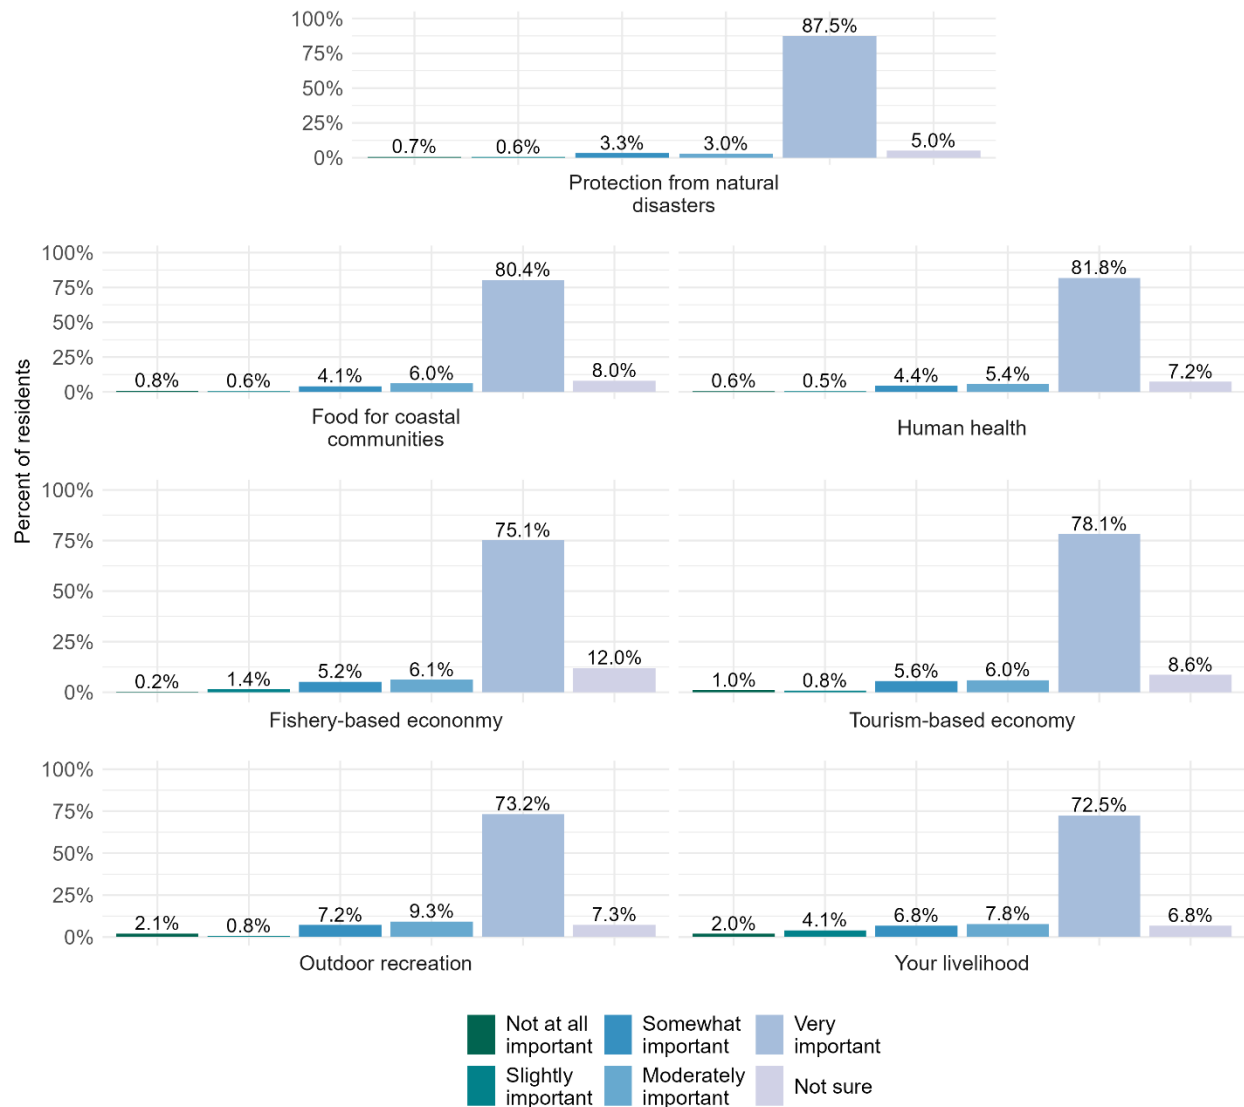 100%
87.5%
75%
50%
25%
0.7% 0.6% 3.3% 3.0% 5.0%
0%
Protection from natural
disasters
Percent of residents
100%
80.4%
75%
50%
25%
0.8% 0.6% 4.1% 6.0% 8.0%
0%
Food for coastal
communities
81.8%
0.6% 0.5% 4.4% 5.4% 7.2%
Human health
100%
75.1%
75%
50%
25%
0.2% 1.4% 5.2% 6.1% 12.0%
0%
Fishery-based econonmy
78.1%
1.0% 0.8% 5.6% 6.0% 8.6%
Tourism-based economy
100%
73.2%
75%
50%
25%
2.1% 0.8% 7.2% 9.3% 7.3%
0%
Outdoor recreation
72.5%
2.0% 4.1% 6.8% 7.8% 6.8%
Your livelihood
Not at all
important
Somewhat
important
Very
important
Slightly
important
Moderately
important
Not sure